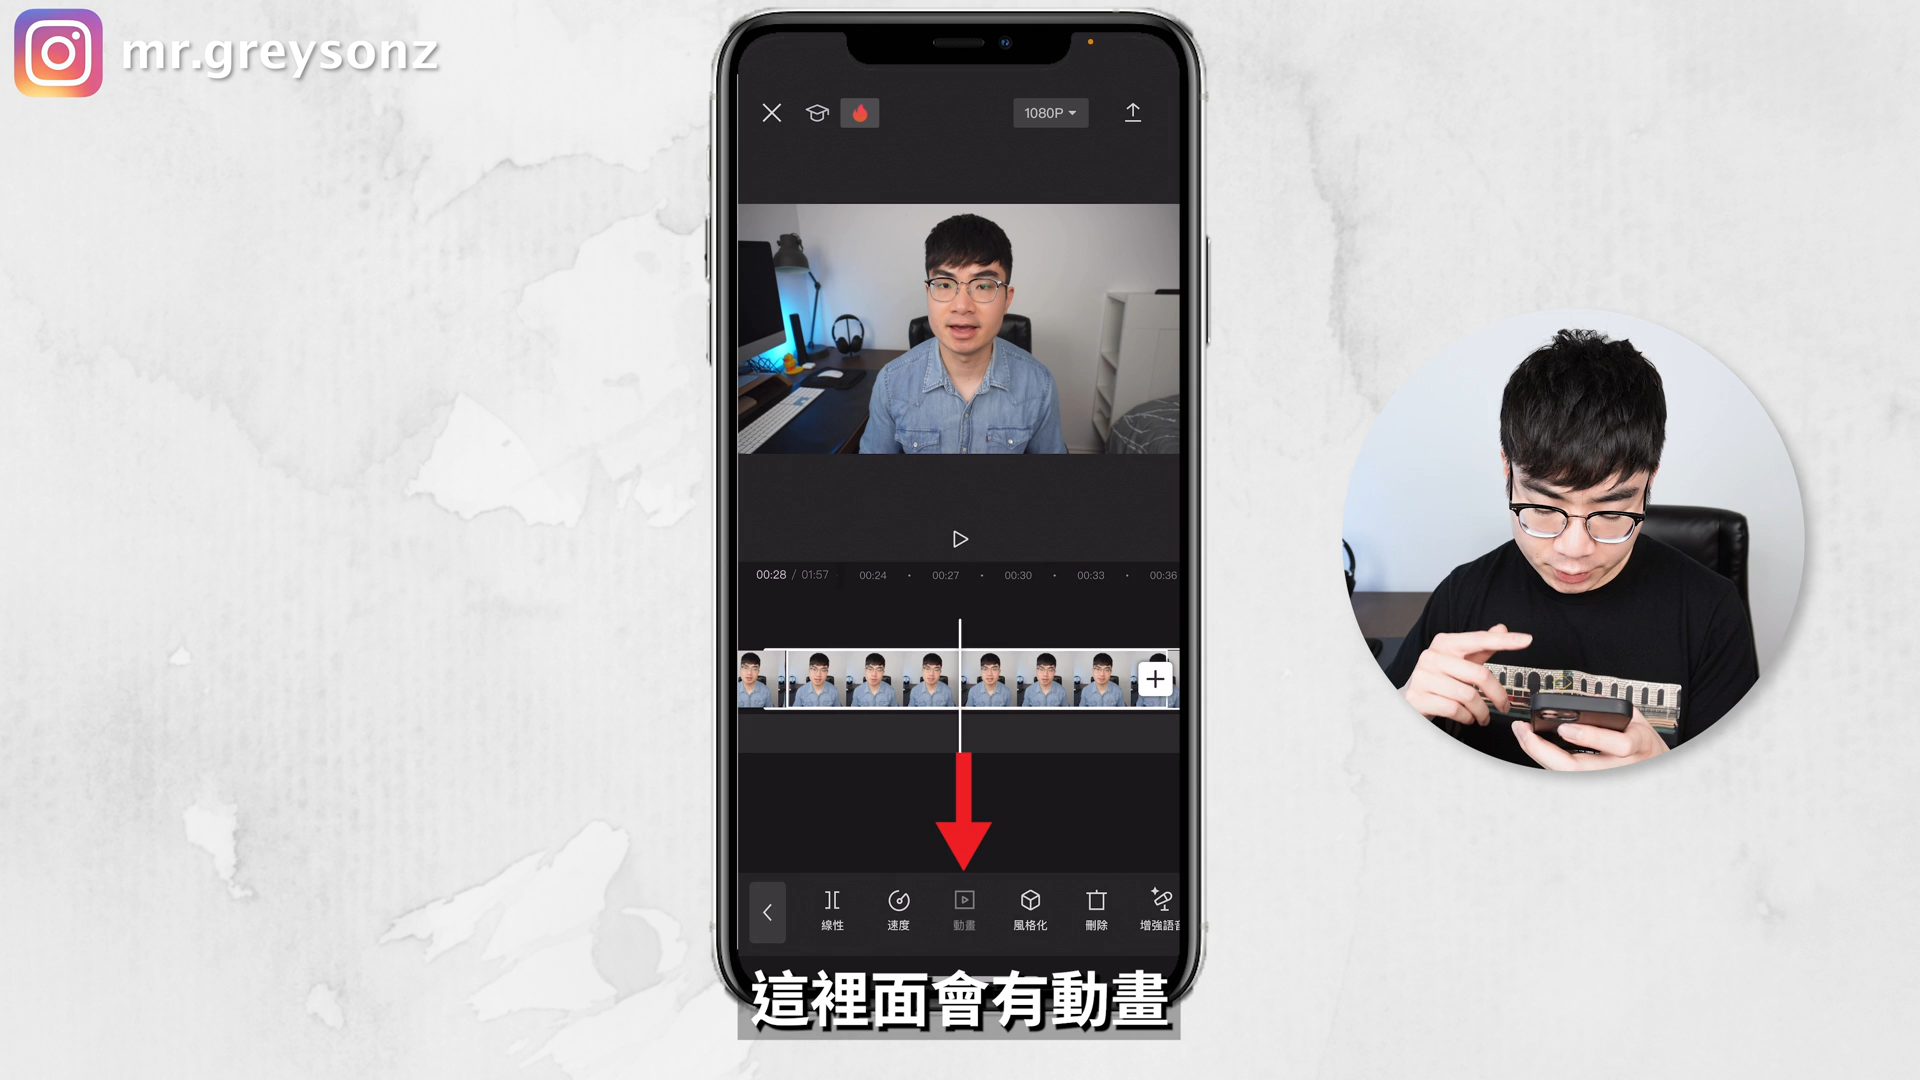 mr.greysonz
1080P
00:28 / 01:57 00:24 00:27 00:30 00:33 00:36
線性 速度 動畫 風格化 刪除 增強語音
這裡面會有動畫